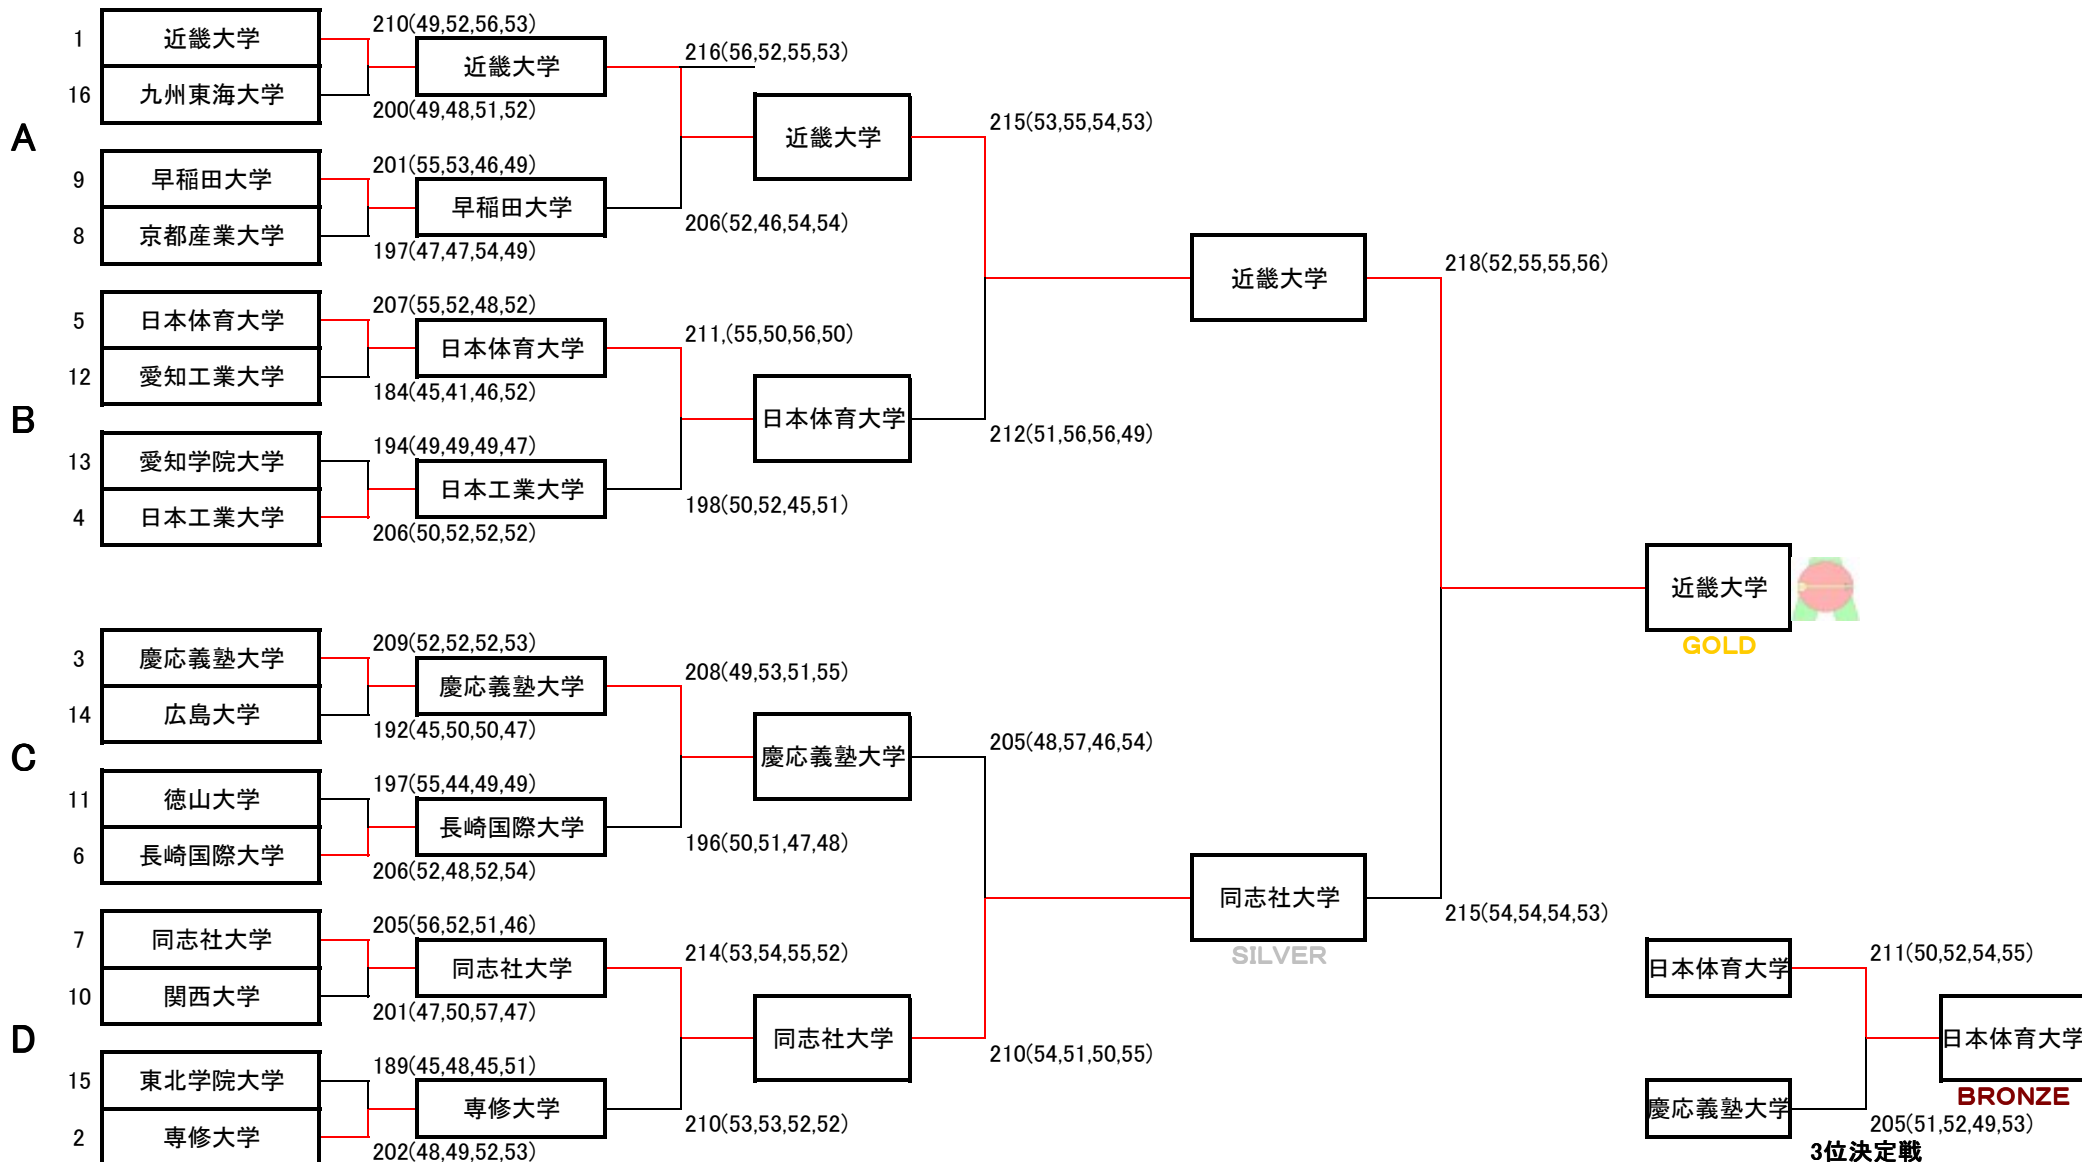 210(49,52,56,53)
1 近畿大学
216(56,52,55,53)
近畿大学
16 九州東海大学
200(49,48,51,52)
215(53,55,54,53)
A
近畿大学
201(55,53,46,49)
9 早稲田大学
早稲田大学
206(52,46,54,54)
8 京都産業大学
197(47,47,54,49)
218(52,55,55,56)
近畿大学
207(55,52,48,52)
5 日本体育大学
211,(55,50,56,50)
日本体育大学
12 愛知工業大学
184(45,41,46,52)
B
日本体育大学
212(51,56,56,49)
194(49,49,49,47)
13 愛知学院大学
日本工業大学
198(50,52,45,51)
4 日本工業大学
206(50,52,52,52)
近畿大学
GOLD
209(52,52,52,53)
3 慶応義塾大学
208(49,53,51,55)
慶応義塾大学
14 広島大学
192(45,50,50,47)
205(48,57,46,54)
C
慶応義塾大学
197(55,44,49,49)
11 徳山大学
長崎国際大学
196(50,51,47,48)
6 長崎国際大学
206(52,48,52,54)
同志社大学
215(54,54,54,53)
SILVER
205(56,52,51,46)
7 同志社大学
214(53,54,55,52)
211(50,52,54,55)
同志社大学
日本体育大学
10 関西大学
201(47,50,57,47)
D
同志社大学
日本体育大学
210(54,51,50,55)
189(45,48,45,51)
15 東北学院大学
BRONZE
専修大学
慶応義塾大学
210(53,53,52,52)
205(51,52,49,53)
2 専修大学
202(48,49,52,53)
3位決定戦